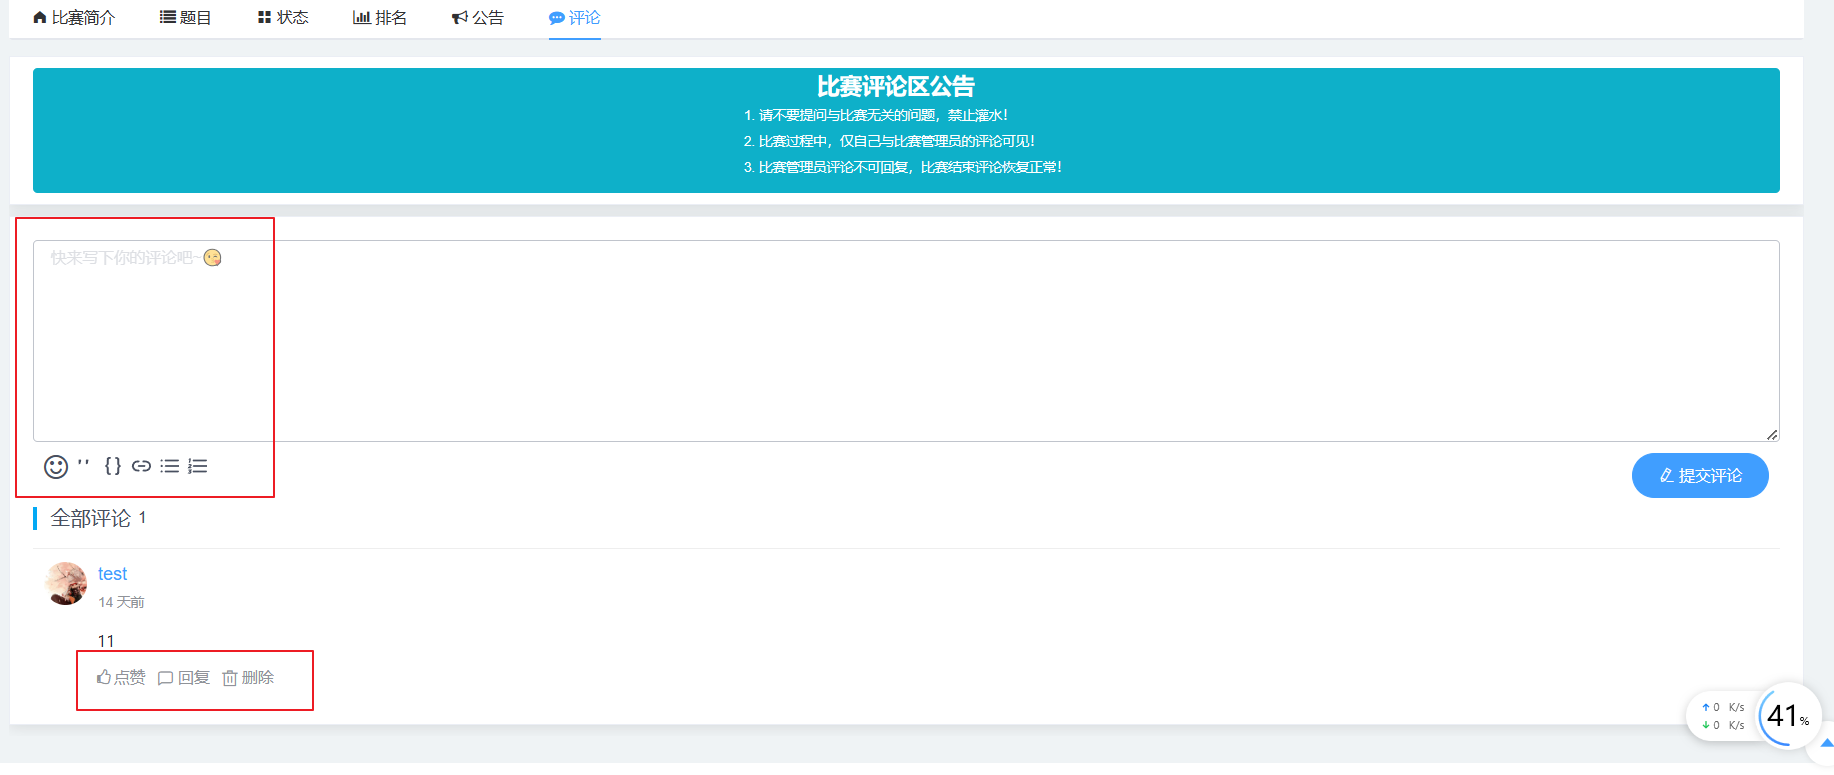 比赛简介 题目 状态 排名 公告 评论
比赛评论区公告
1. 请不要提问与比赛无关的问题，禁止灌水！
2. 比赛过程中，仅自己与比赛管理员的评论可见！
3. 比赛管理员评论不可回复，比赛结束评论恢复正常！
快来写下你的评论吧~😘
提交评论
全部评论 1
test
14 天前
11
点赞 回复 删除
↑ 0 K/s
↓ 0 K/s
41%